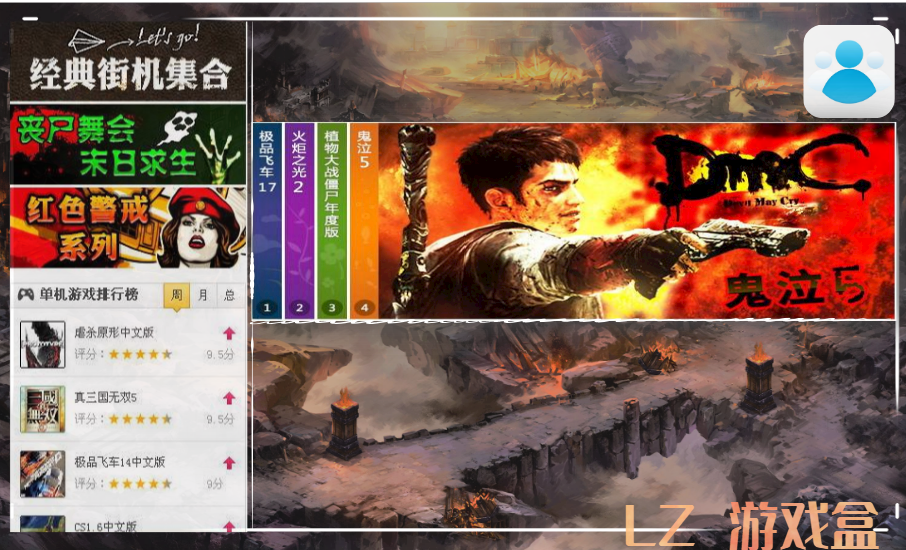 Let's go!
经典街机集合
丧尸舞会
末日求生
红色警戒
系列
单机游戏排行榜 周 月 总
虐杀原形中文版
评分： 9.5分
真三国无双5
评分： 9.5分
三國
無双
极品飞车14中文版
评分： 9分
CS1.6中文版
极品飞车17
1
火炬之光2
2
植物大战僵尸年度版
3
鬼泣5
4
DmC
Devil May Cry
鬼泣5
LZ 游戏盒